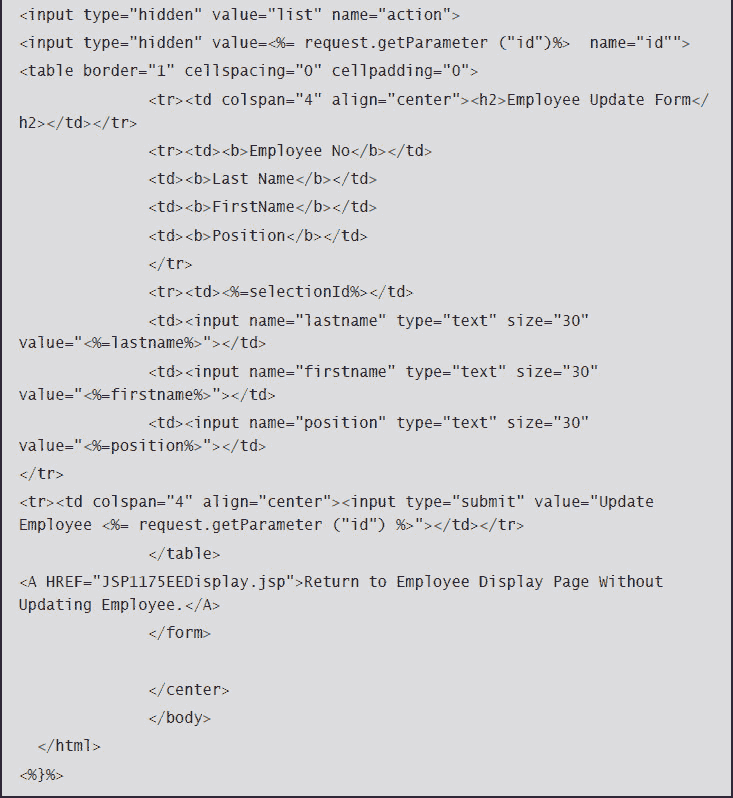 <input type="hidden" value="list" name="action">
<input type="hidden" value=<%= request.getParameter ("id")%>  name="id"">
<table border="1" cellspacing="0" cellpadding="0">
<tr><td colspan="4" align="center"><h2>Employee Update Form</
h2></td></tr>
<tr><td><b>Employee No</b></td>
<td><b>Last Name</b></td>
<td><b>FirstName</b></td>
<td><b>Position</b></td>
</tr>
<tr><td><%=selectionId%></td>
<td><input name="lastname" type="text" size="30"
value="<%=lastname%>"></td>
<td><input name="firstname" type="text" size="30"
value="<%=firstname%>"></td>
<td><input name="position" type="text" size="30"
value="<%=position%>"></td>
</tr>
<tr><td colspan="4" align="center"><input type="submit" value="Update
Employee <%= request.getParameter ("id") %>"></td></tr>
</table>
<A HREF="JSP1175EEDisplay.jsp">Return to Employee Display Page Without
Updating Employee.</A>
</form>
</center>
</body>
</html>
<%}%>